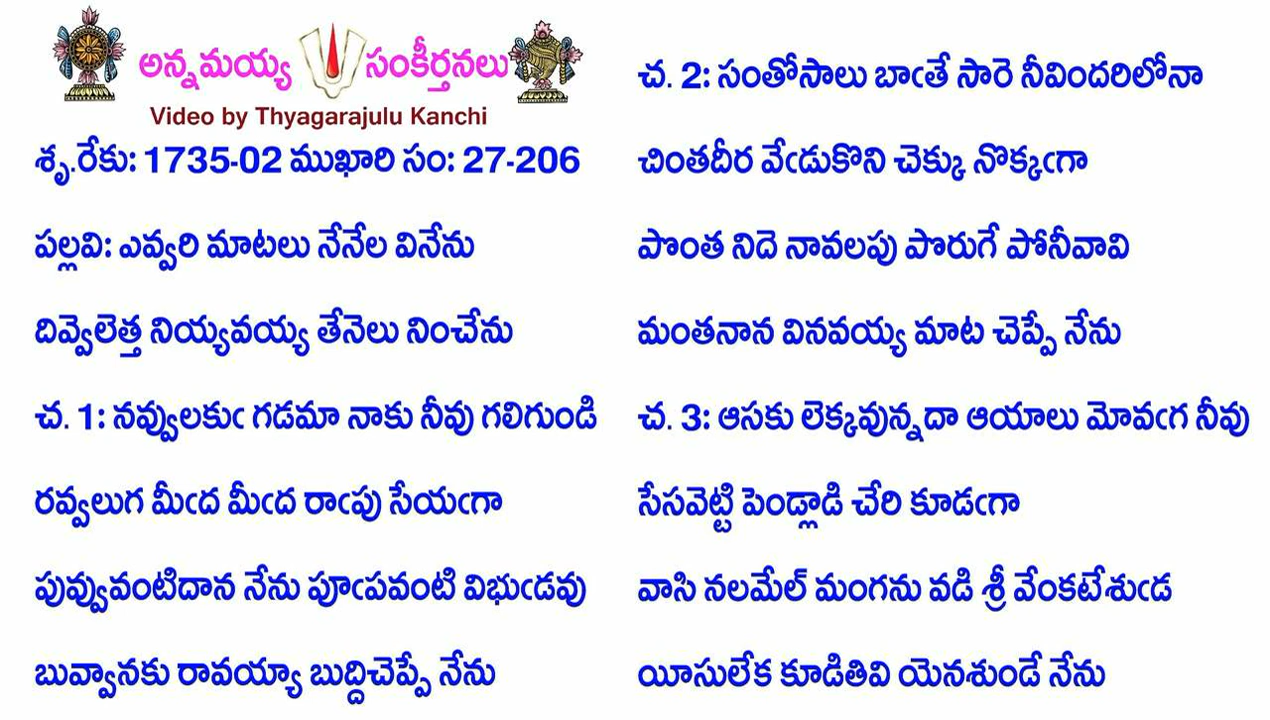 అన్నమయ్య సంకీర్తనలు
Video by Thyagarajulu Kanchi
శృ.రేకు: 1735-02 ముఖారి సం: 27-206
పల్లవి: ఎవ్వరి మాటలు నేనేల వినేను
దివ్వెలెత్త నియ్యవయ్య తేనెలు నించేను
చ. 1: నవ్వులకుఁ గడమా నాకు నీవు గలిగుండి
రవ్వలుగ మీఁద మీఁద రాఁపు సేయఁగా
పువ్వువంటిదాన నేను పూఁపవంటి విభుఁడవు
బువ్వానకు రావయ్యా బుద్దిచెప్పే నేను
చ. 2: సంతోసాలు బాఁతే సారె నీవిందరిలోనా
చింతదీర వేఁడుకొని చెక్కు నొక్కఁగా
పొంత నిదె నావలపు పొరుగే పోనీవావి
మంతనాన వినవయ్య మాట చెప్పే నేను
చ. 3: ఆసకు లెక్కవున్నదా ఆయాలు మోవఁగ నీవు
సేసవెట్టి పెండ్లాడి చేరి కూడఁగా
వాసి నలమేల్ మంగను వడి శ్రీ వేంకటేశుఁడ
యీసులేక కూడితివి యెనశుండే నేను